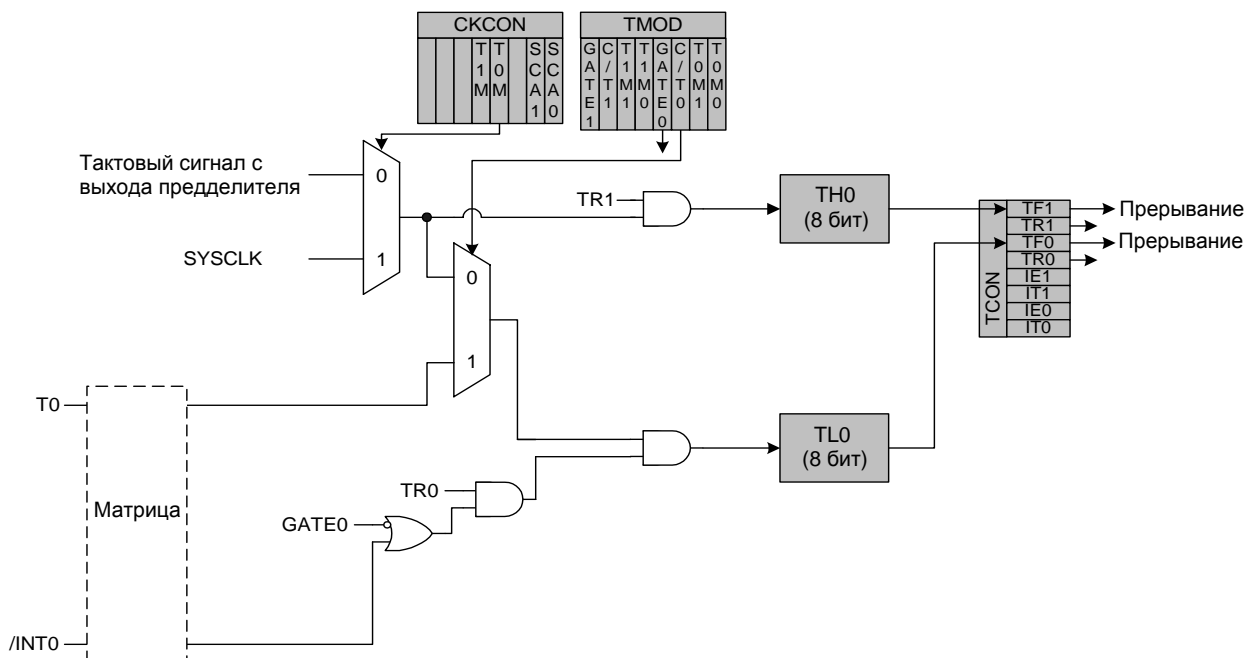 CKCON
T1M
T0M
SCA1
SCA0
TMOD
GATE1
C/T1
T1M1
T1M0
GATE0
C/T0
T0M1
T0M0
Тактовый сигнал с
выхода предделителя
0
1
SYSCLK
TR1
TH0
(8 бит)
TCON
TF1
TR1
TF0
TR0
IE1
IT1
IE0
IT0
Прерывание
Прерывание
0
1
T0
Матрица
TL0
(8 бит)
TR0
GATE0
/INT0